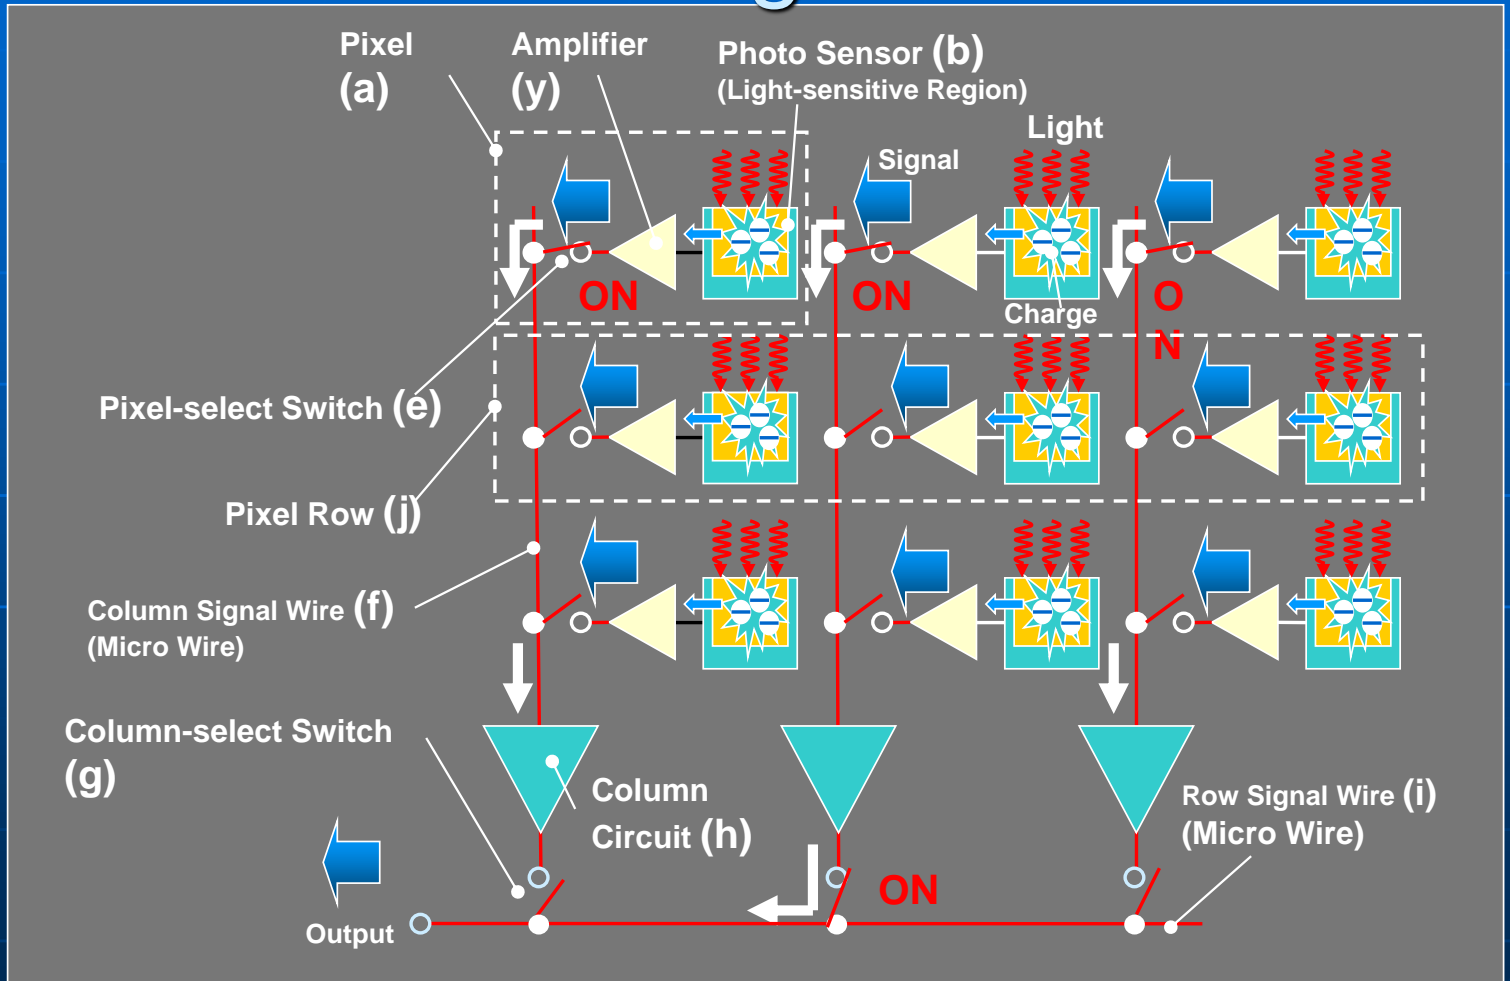 Pixel
(a)
Amplifier
(y)
Photo Sensor (b)
(Light-sensitive Region)
Light
Signal
ON
ON
O
N
Charge
Pixel-select Switch (e)
Pixel Row (j)
Column Signal Wire (f)
(Micro Wire)
Column-select Switch
(g)
Column
Circuit (h)
Row Signal Wire (i)
(Micro Wire)
ON
Output